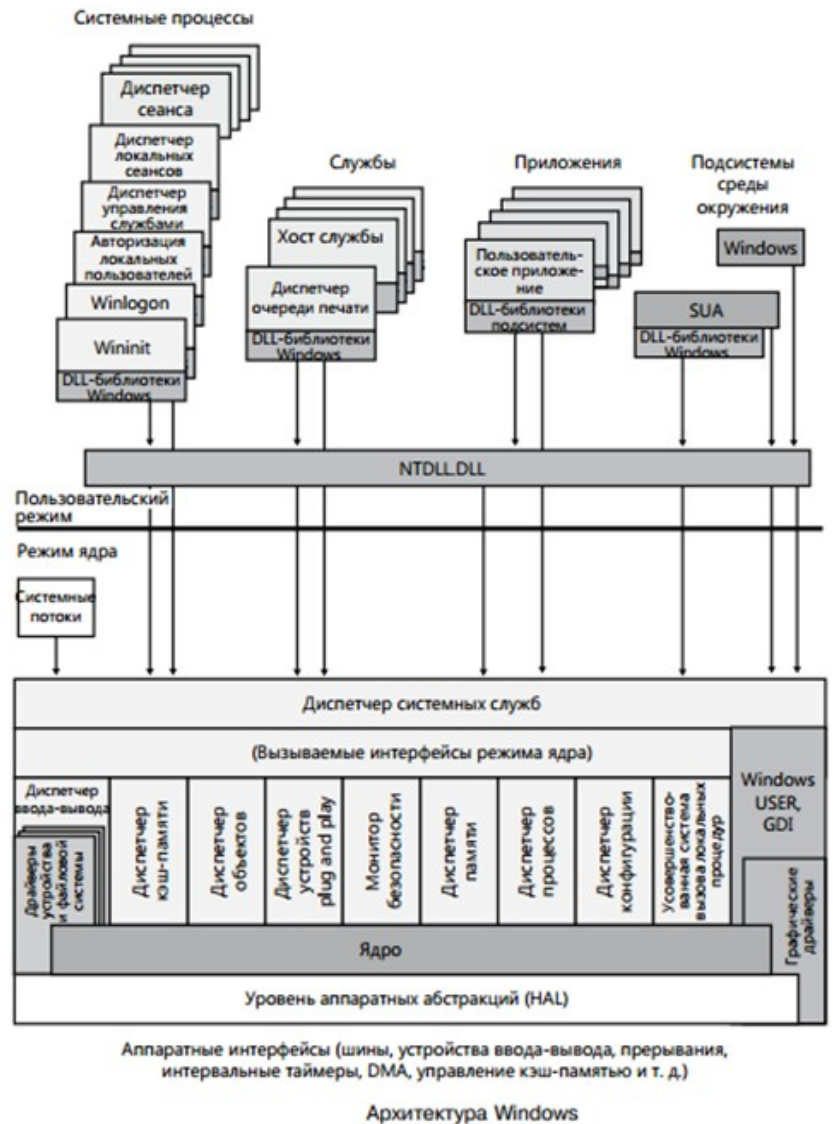 Системные процессы
Диспетчер
сеанса
Диспетчер
локальных
сеансов
Диспетчер
управления
службами
Авторизация
локальных
пользователей
Winlogon
Wininit
DLL-библиотеки
Windows
Службы
Хост службы
Диспетчер
очереди печати
DLL-библиотеки
Windows
Приложения
Пользователь-
ское приложе-
ние
DLL-библиотеки
подсистем
Подсистемы
среды
окружения
Windows
SUA
DLL-библиотеки
Windows
NTDLL.DLL
Пользовательский
режим
Режим ядра
Системные
потоки
Диспетчер системных служб
(Вызываемые интерфейсы режима ядра)
Диспетчер
ввода-вывода
Драйверы
устройства
и файловой
системы
Диспетчер
кэш-памяти
Диспетчер
объектов
Диспетчер
устройств
plug and play
Монитор
безопасности
Диспетчер
памяти
Диспетчер
процессов
Диспетчер
конфигурации
Усовершенство-
ванная система
вызова локальных
процедур
Windows
USER,
GDI
Графические
драйверы
Ядро
Уровень аппаратных абстракций (HAL)
Аппаратные интерфейсы (шины, устройства ввода-вывода, прерывания,
интервальные таймеры, DMA, управление кэш-памятью и т. д.)
Архитектура Windows